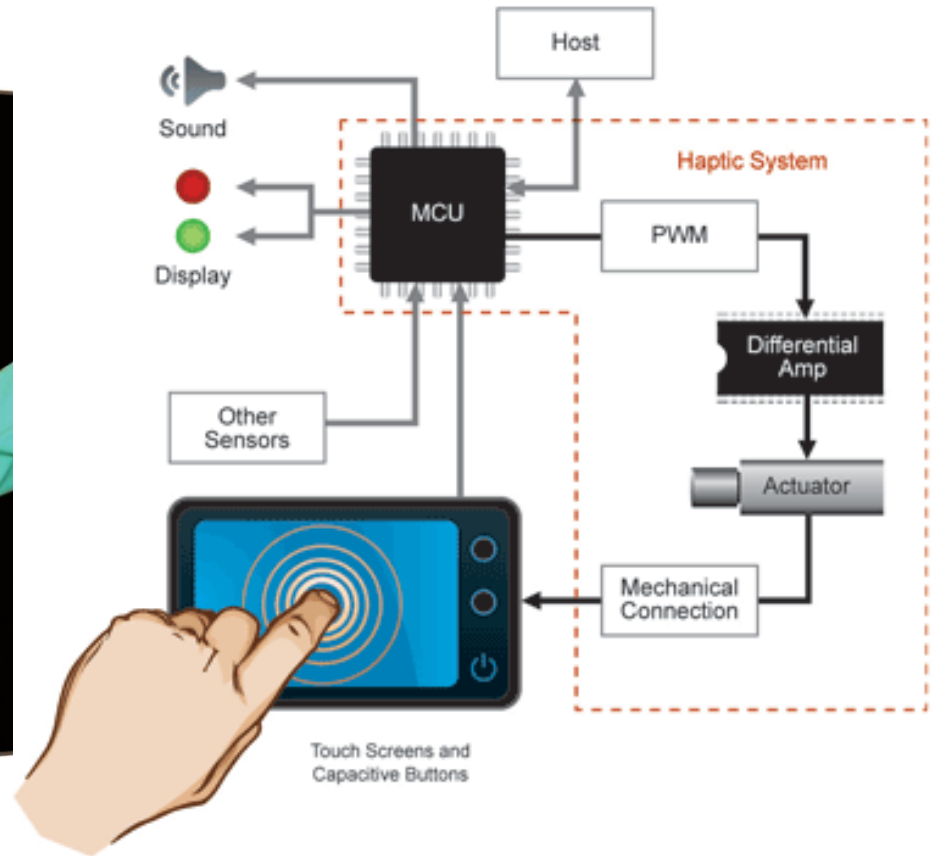 Host
Sound
Haptic System
MCU
PWM
Display
Differential
Amp
Other
Sensors
Actuator
Mechanical
Connection
Touch Screens and
Capacitive Buttons